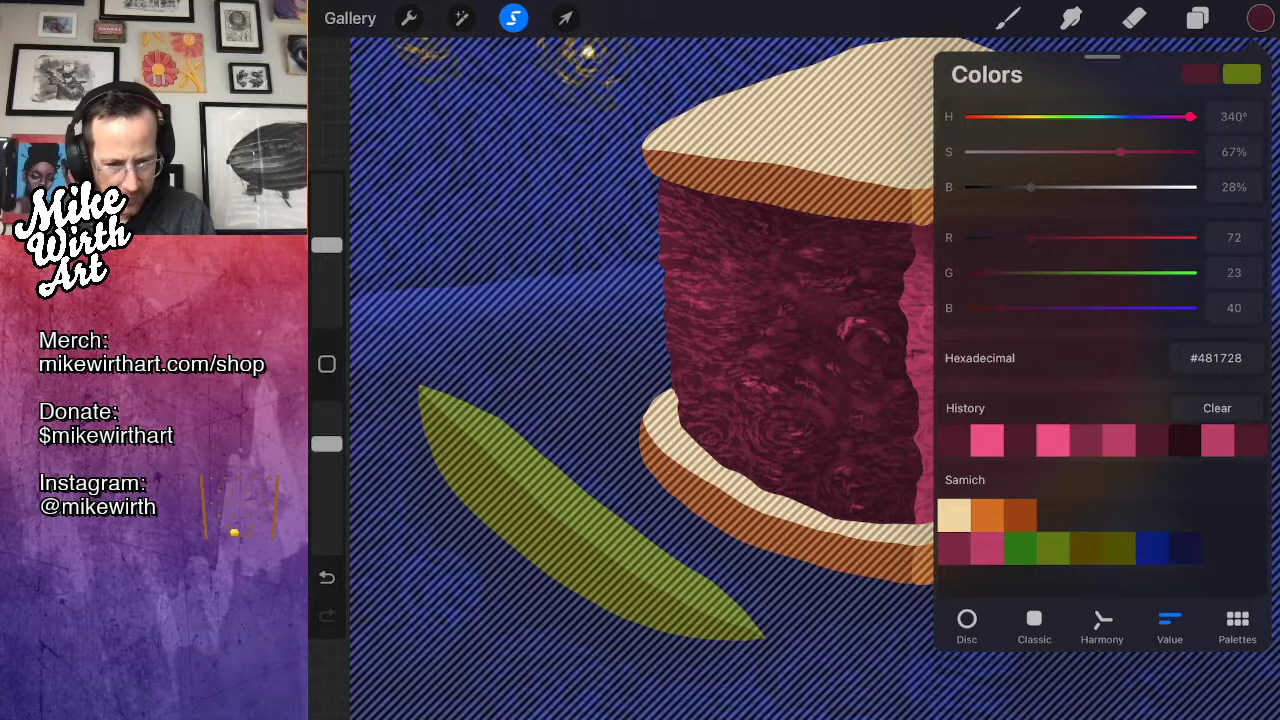 Gallery
Mike
Wirth
Art
Merch:
mikewirthart.com/shop
Donate:
$mikewirthart
Instagram:
@mikewirth
Colors
H 340°
S 67%
B 28%
R 72
G 23
B 40
Hexadecimal #481728
History Clear
Samich
Disc Classic Harmony Value Palettes